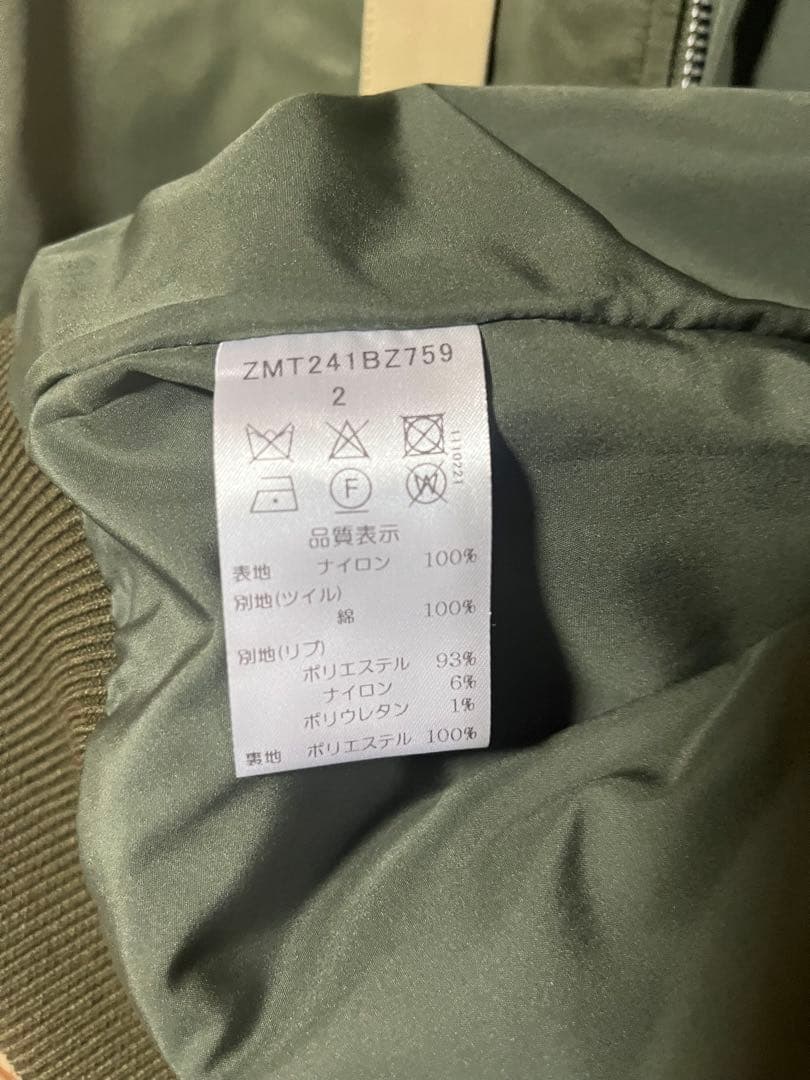 ZMT241BZ759
2
1110221
F
W
品質表示
表地 ナイロン 100%
別地(ツイル)
綿 100%
別地(リブ)
ポリエステル 93%
ナイロン 6%
ポリウレタン 1%
裏地 ポリエステル 100%